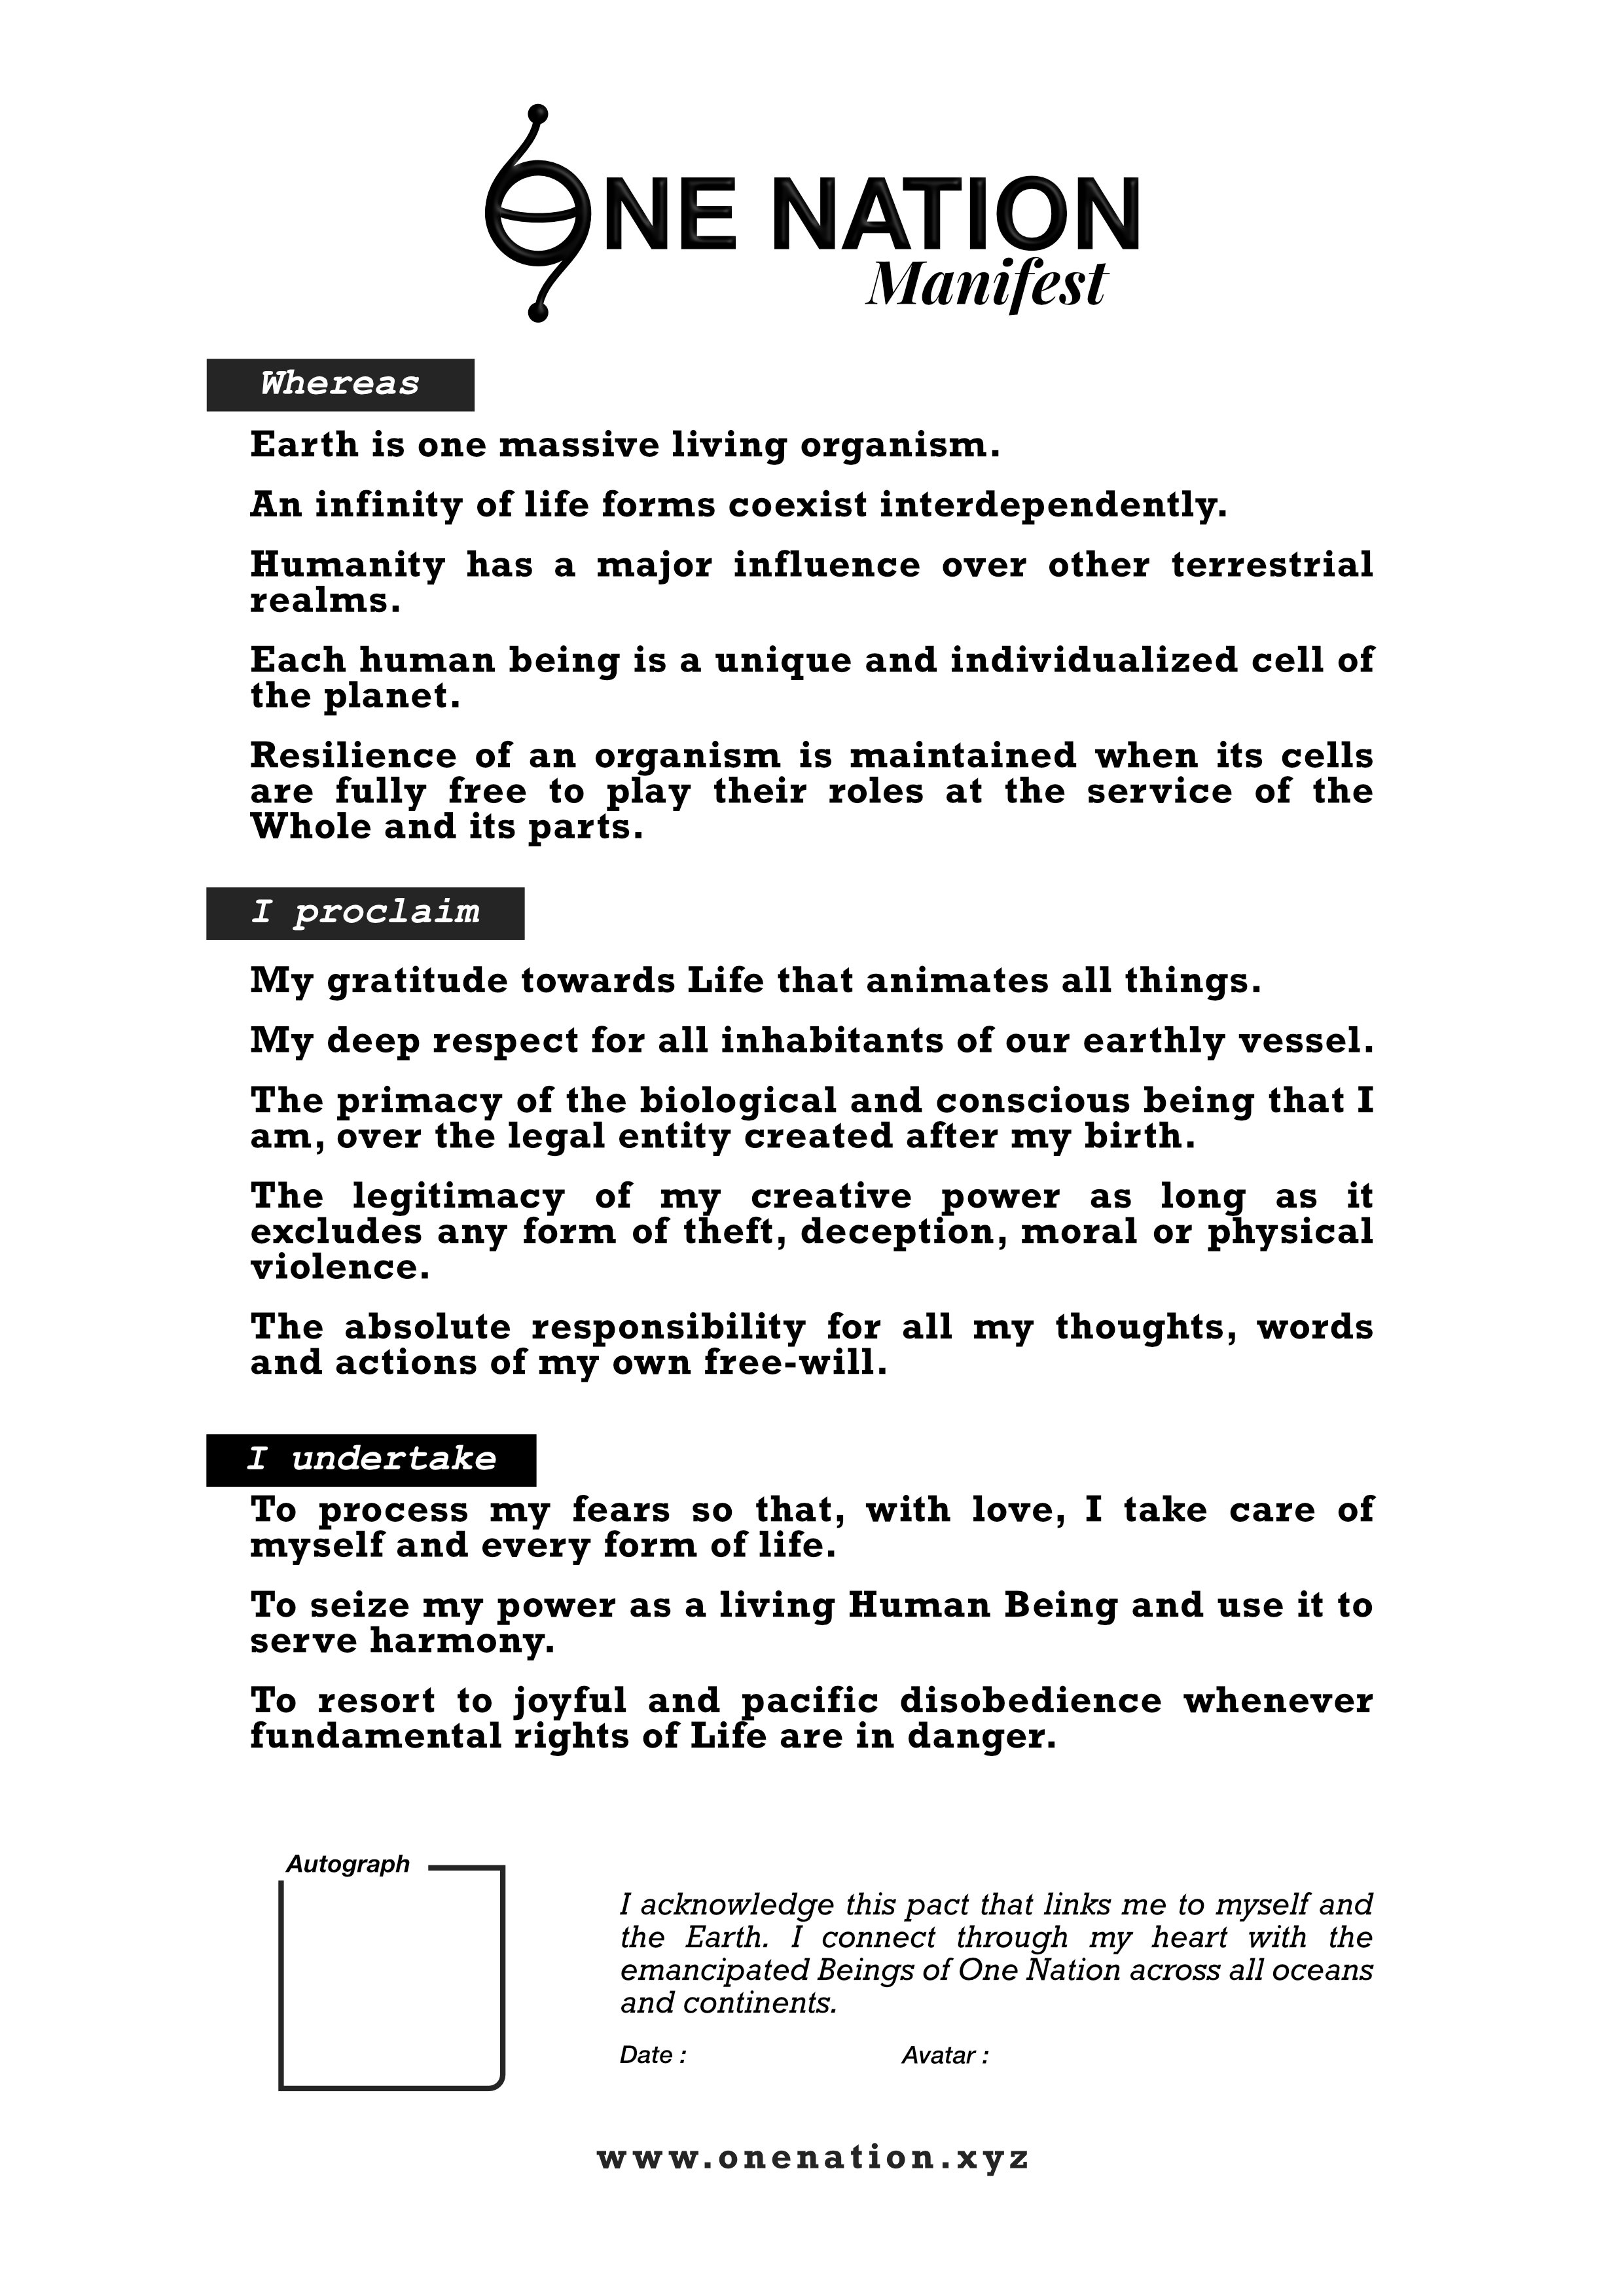 ONE NATION
Manifest
Whereas
Earth is one massive living organism.
An infinity of life forms coexist interdependently.
Humanity has a major influence over other terrestrial
realms.
Each human being is a unique and individualized cell of
the planet.
Resilience of an organism is maintained when its cells
are fully free to play their roles at the service of the
Whole and its parts.
I proclaim
My gratitude towards Life that animates all things.
My deep respect for all inhabitants of our earthly vessel.
The primacy of the biological and conscious being that I
am, over the legal entity created after my birth.
The legitimacy of my creative power as long as it
excludes any form of theft, deception, moral or physical
violence.
The absolute responsibility for all my thoughts, words
and actions of my own free-will.
I undertake
To process my fears so that, with love, I take care of
myself and every form of life.
To seize my power as a living Human Being and use it to
serve harmony.
To resort to joyful and pacific disobedience whenever
fundamental rights of Life are in danger.
Autograph
I acknowledge this pact that links me to myself and
the Earth. I connect through my heart with the
emancipated Beings of One Nation across all oceans
and continents.
Date : Avatar :
www.onenation.xyz